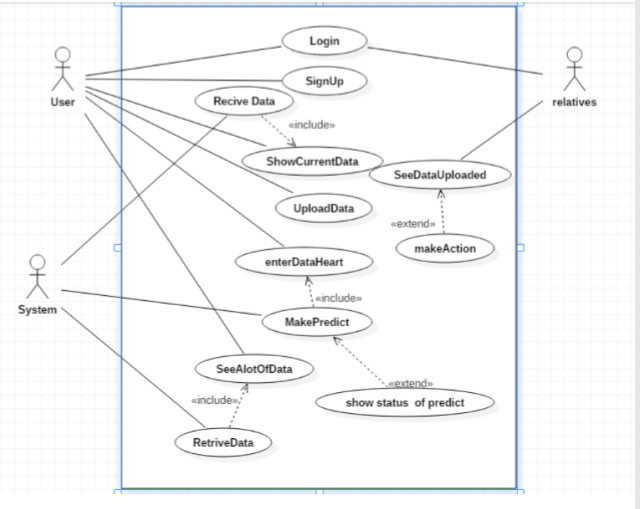 Login
User
SignUp
relatives
Recive Data
«include»
ShowCurrentData
SeeDataUploaded
UploadData
«extend»
makeAction
enterDataHeart
System
«include»
MakePredict
SeeAlotOfData
«extend»
«include»
show status of predict
RetriveData